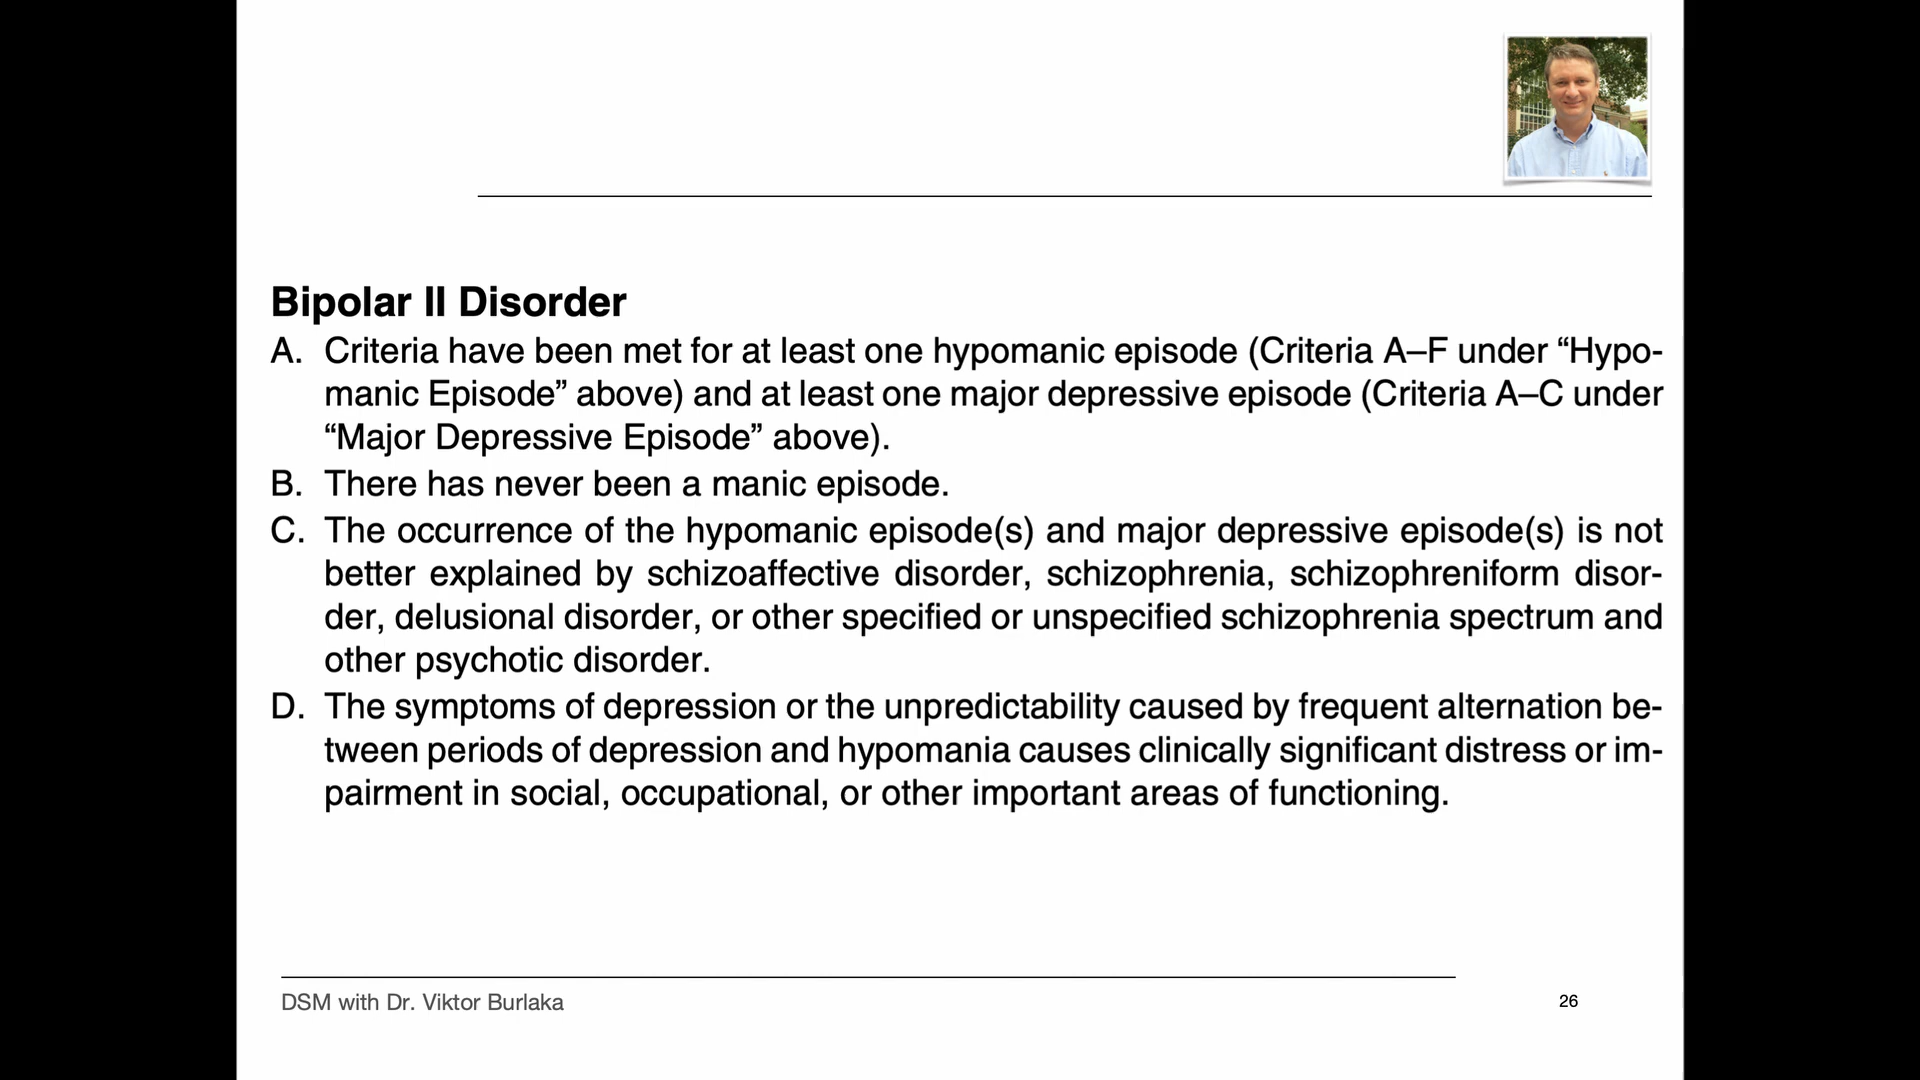 Bipolar II Disorder
A. Criteria have been met for at least one hypomanic episode (Criteria A–F under “Hypo-
manic Episode” above) and at least one major depressive episode (Criteria A–C under
“Major Depressive Episode” above).
B. There has never been a manic episode.
C. The occurrence of the hypomanic episode(s) and major depressive episode(s) is not
better explained by schizoaffective disorder, schizophrenia, schizophreniform disor-
der, delusional disorder, or other specified or unspecified schizophrenia spectrum and
other psychotic disorder.
D. The symptoms of depression or the unpredictability caused by frequent alternation be-
tween periods of depression and hypomania causes clinically significant distress or im-
pairment in social, occupational, or other important areas of functioning.
DSM with Dr. Viktor Burlaka
26